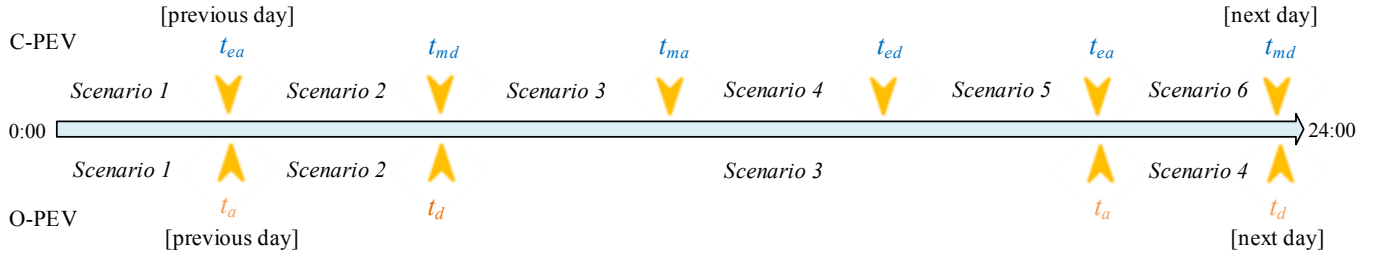 [previous day] [next day]
C-PEV t_ea t_md t_ma t_ed t_ea t_md
Scenario 1 Scenario 2 Scenario 3 Scenario 4 Scenario 5 Scenario 6
0:00 24:00
Scenario 1 Scenario 2 Scenario 3 Scenario 4
O-PEV t_a t_d t_a t_d
[previous day] [next day]